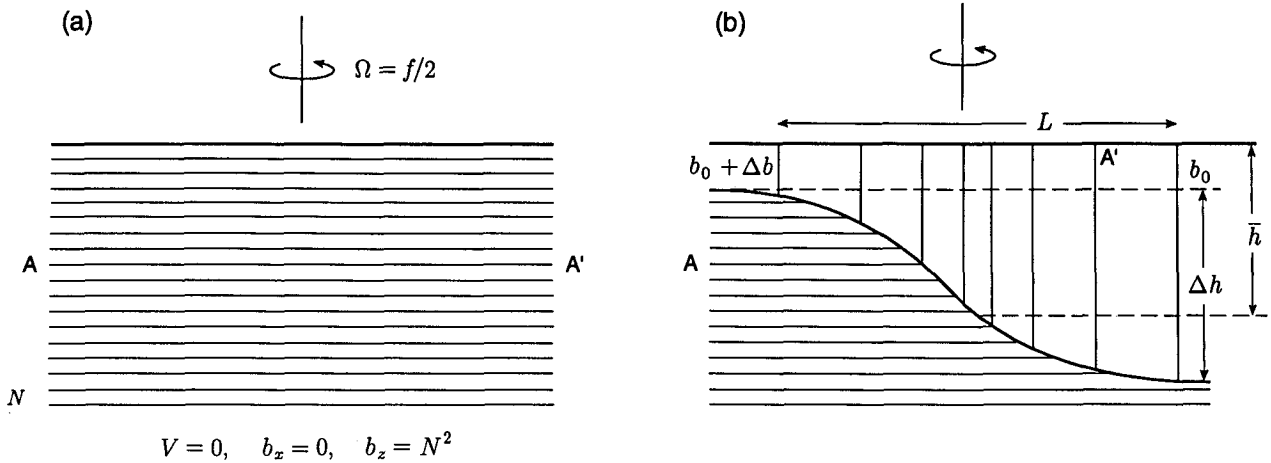 (a)
Ω = f/2
A
A'
N
V = 0, b_x = 0, b_z = N^2
(b)
L
b_0 + Δb
A'
b_0
h̄
A
Δh